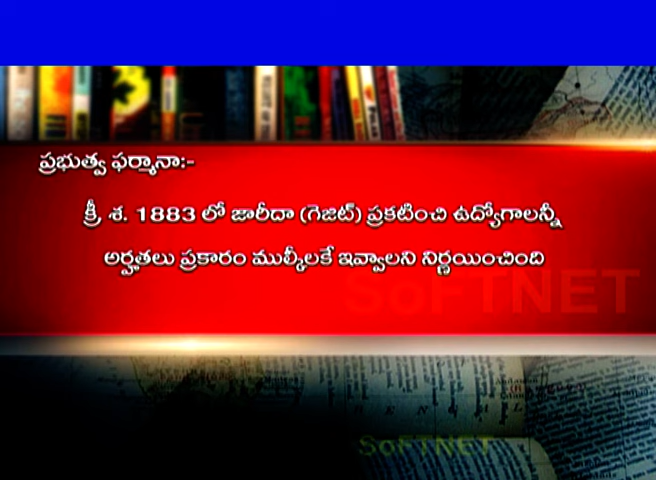 ప్రభుత్వ ఫర్మానా:-
క్రీ. శ. 1883 లో జారీదా (గెజిట్) ప్రకటించి ఉద్యోగాలన్నీ
అర్హతలు ప్రకారం ముల్కీలకే ఇవ్వాలని నిర్ణయించింది
SoFTNET
SoFTNET